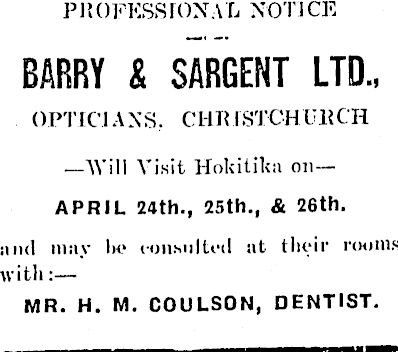 PROFESSIONAL NOTICE
BARRY & SARGENT LTD.,
OPTICIANS, CHRISTCHURCH
—Will Visit Hokitika on—
APRIL 24th., 25th., & 26th.
and may be consulted at their rooms
with:—
MR. H. M. COULSON, DENTIST.